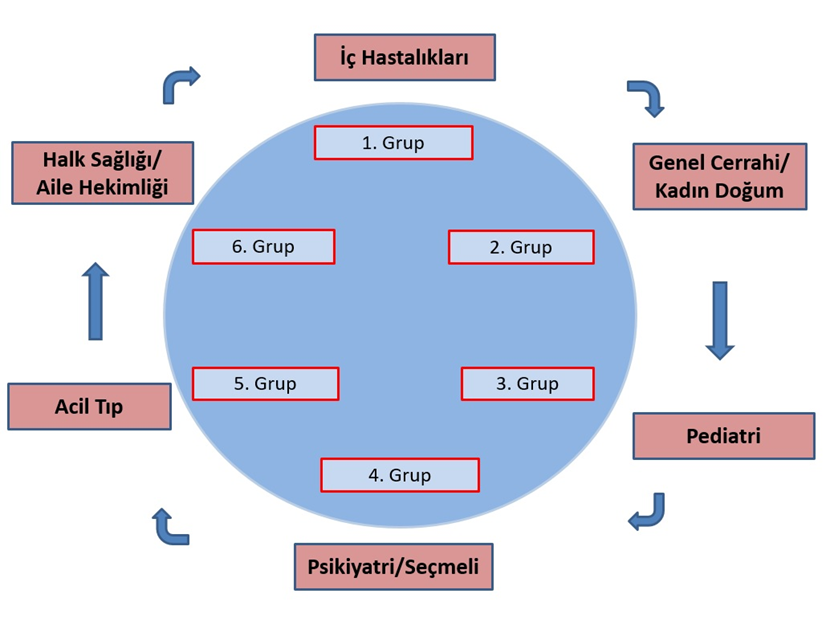 İç Hastalıkları
1. Grup
Halk Sağlığı/
Aile Hekimliği
Genel Cerrahi/
Kadın Doğum
6. Grup
2. Grup
5. Grup
3. Grup
Acil Tıp
Pediatri
4. Grup
Psikiyatri/Seçmeli